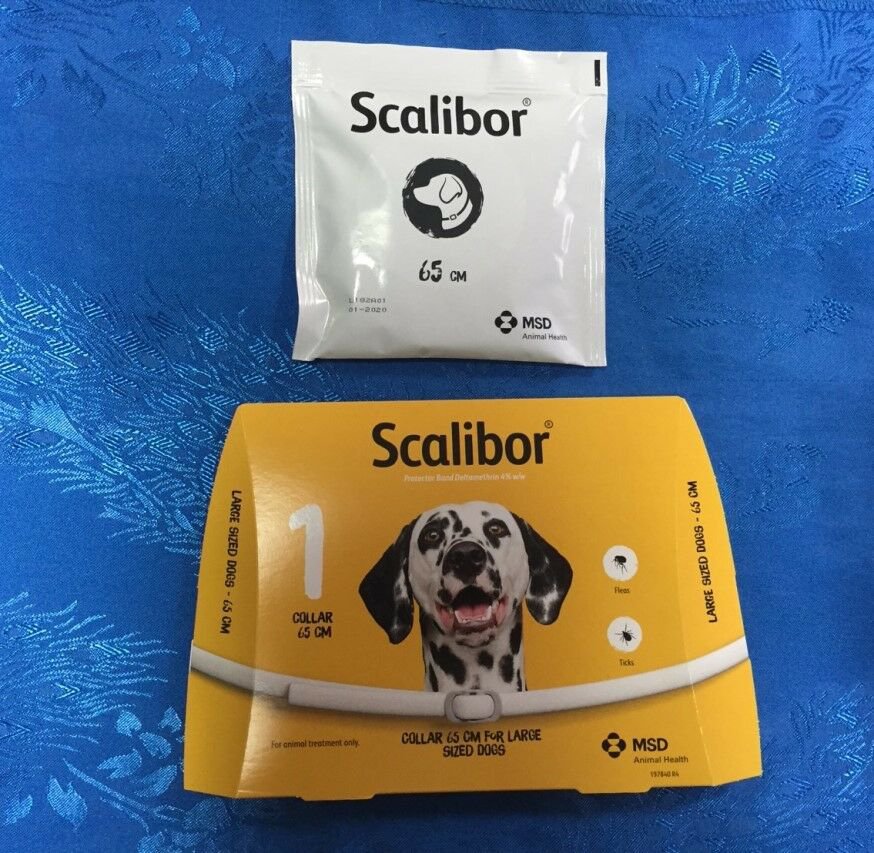 Scalibor®
65 CM
L192A01
01-2020
MSD
Animal Health
Scalibor®
Protector Band Deltamethrin 4% w/w
LARGE SIZED DOGS - 65 CM
1
COLLAR
65 CM
Fleas
Ticks
LARGE SIZED DOGS - 65 CM
For animal treatment only.
COLLAR 65 CM FOR LARGE
SIZED DOGS
MSD
Animal Health
197840 R4